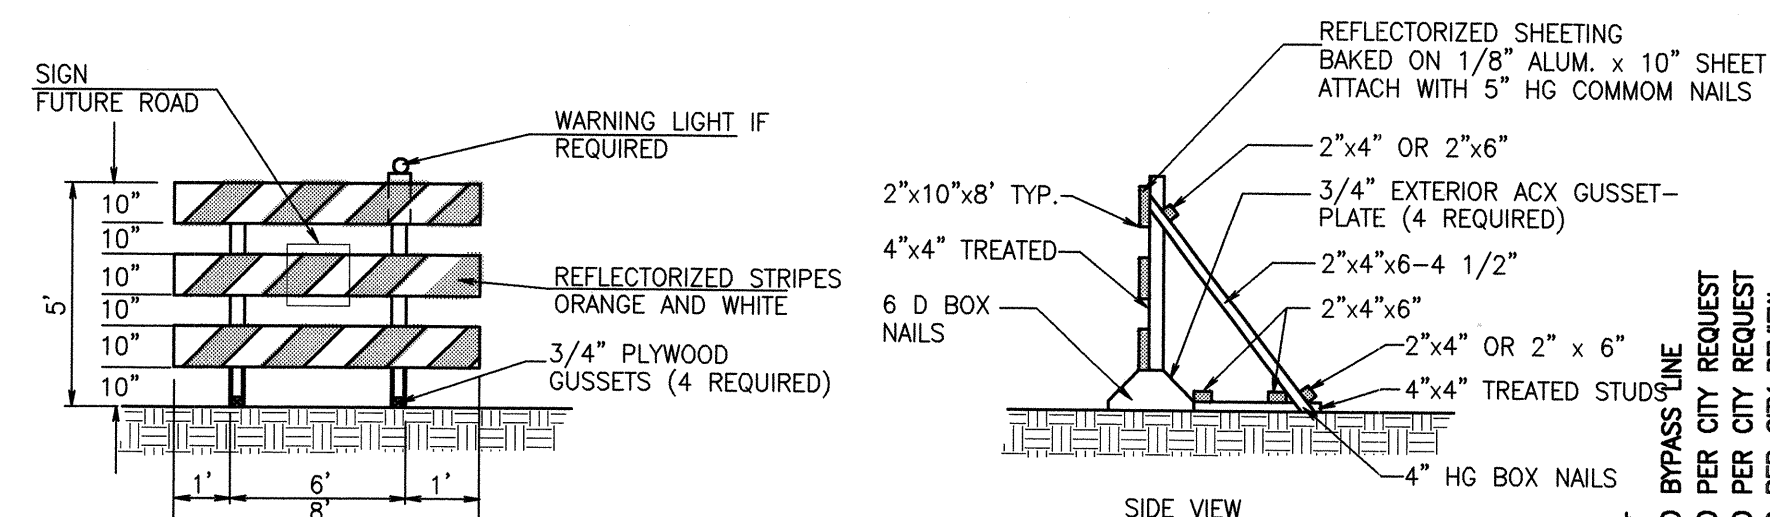 SIGN
FUTURE ROAD
WARNING LIGHT IF
REQUIRED
10"
10"
10"
10"
10"
10"
5'
REFLECTORIZED STRIPES
ORANGE AND WHITE
3/4" PLYWOOD
GUSSETS (4 REQUIRED)
1'
6'
1'
8'
REFLECTORIZED SHEETING
BAKED ON 1/8" ALUM. x 10" SHEET
ATTACH WITH 5" HG COMMOM NAILS
2"x4" OR 2"x6"
2"x10"x8' TYP.
3/4" EXTERIOR ACX GUSSET-
PLATE (4 REQUIRED)
4"x4" TREATED
2"x4"x6-4 1/2"
6 D BOX
NAILS
2"x4"x6"
2"x4" OR 2" x 6"
4"x4" TREATED STUDS
4" HG BOX NAILS
SIDE VIEW
BYPASS LINE
PER CITY REQUEST
PER CITY REQUEST
PER CITY